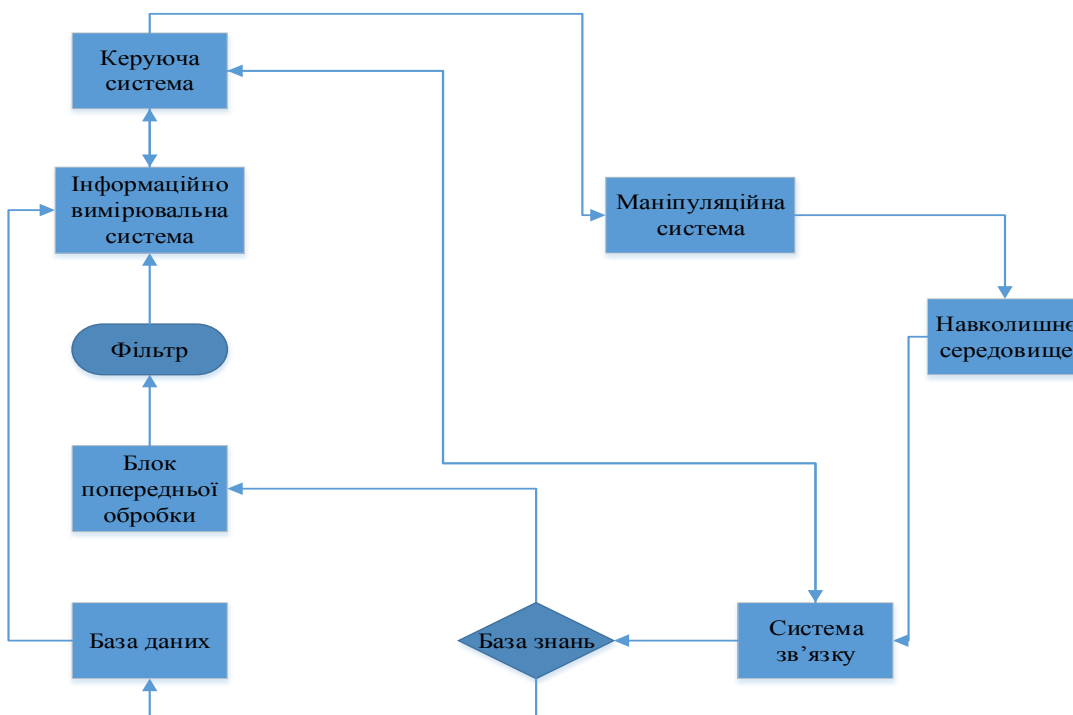 Керуюча
система
Інформаційно
вимірювальна
система
Маніпуляційна
система
Навколишнє
середовище
Фільтр
Блок
попередньої
обробки
База даних
База знань
Система
зв’язку